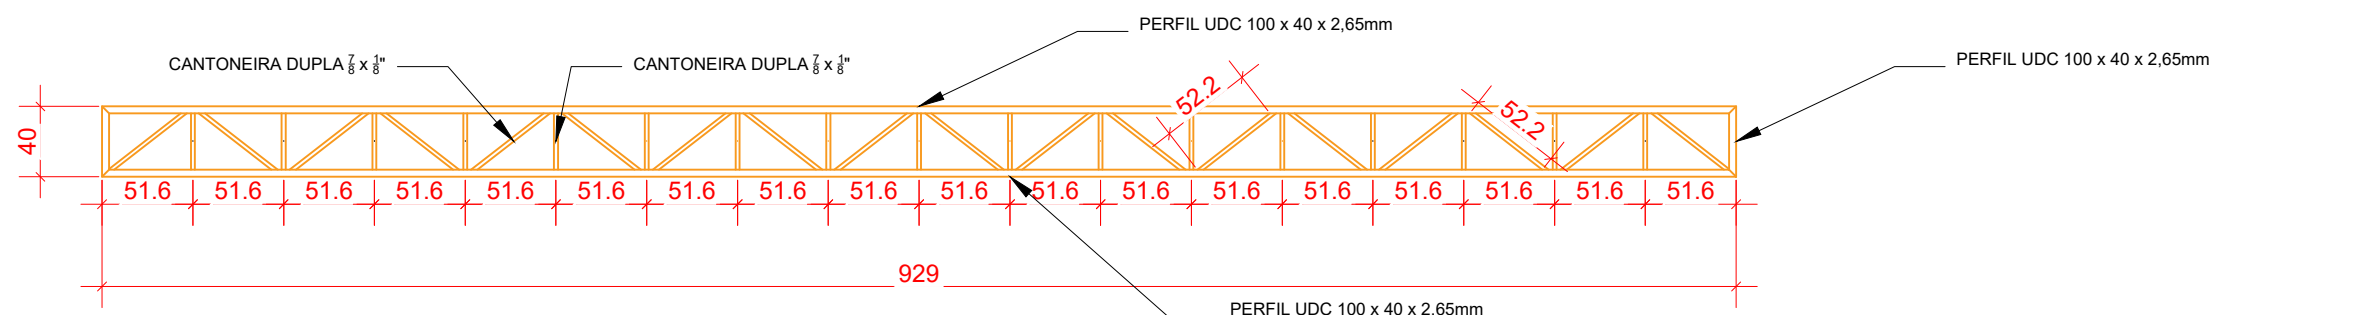 PERFIL UDC 100 x 40 x 2,65mm
CANTONEIRA DUPLA 7/8 x 1/8"
CANTONEIRA DUPLA 7/8 x 1/8"
PERFIL UDC 100 x 40 x 2,65mm
52.2
52.2
40
51.6 51.6 51.6 51.6 51.6 51.6 51.6 51.6 51.6 51.6 51.6 51.6 51.6 51.6 51.6 51.6 51.6 51.6
929
PERFIL UDC 100 x 40 x 2.65mm